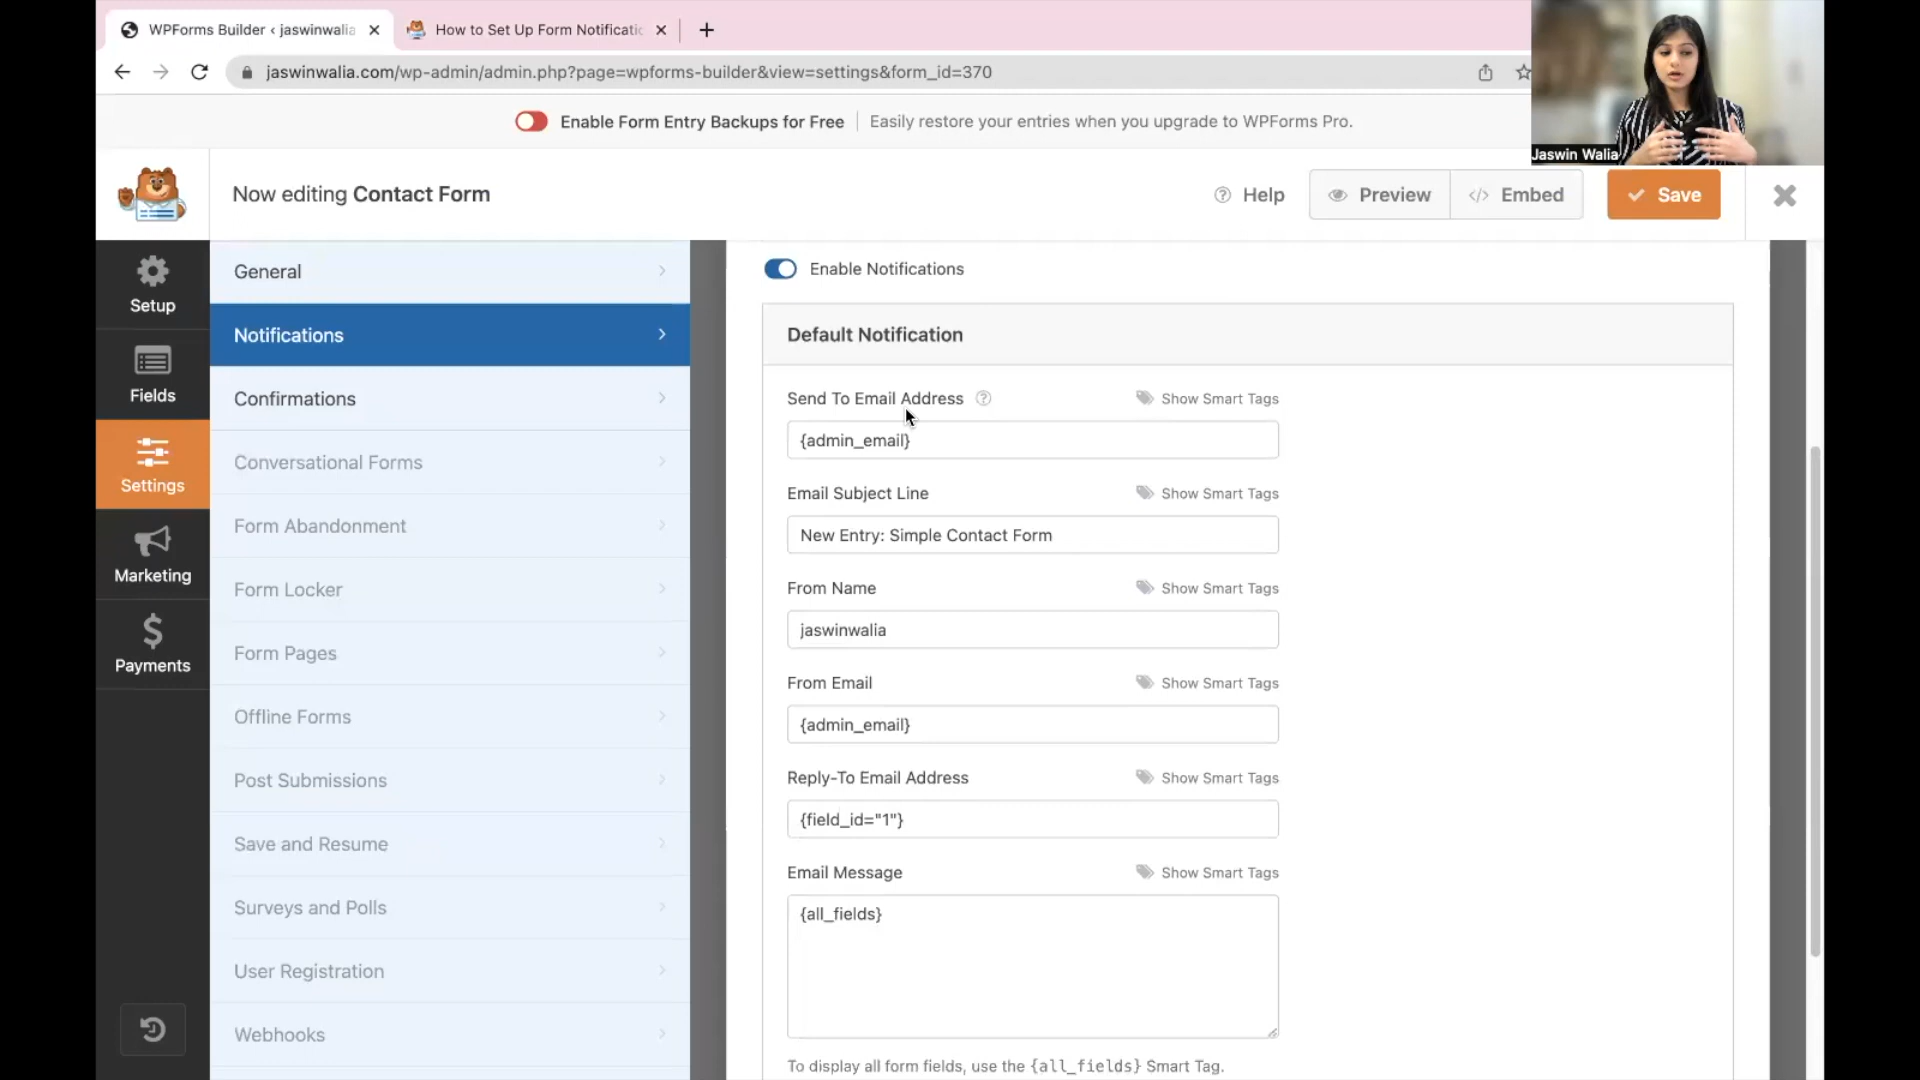 WPForms Builder ‹ jaswinwalia
How to Set Up Form Notificatic
jaswinwalia.com/wp-admin/admin.php?page=wpforms-builder&view=settings&form_id=370
Enable Form Entry Backups for Free
Easily restore your entries when you upgrade to WPForms Pro.
Jaswin Walia
Now editing Contact Form
Help
Preview
Embed
Save
Setup
Fields
Settings
Marketing
Payments
General
Notifications
Confirmations
Conversational Forms
Form Abandonment
Form Locker
Form Pages
Offline Forms
Post Submissions
Save and Resume
Surveys and Polls
User Registration
Webhooks
Enable Notifications
Default Notification
Send To Email Address
Show Smart Tags
{admin_email}
Email Subject Line
Show Smart Tags
New Entry: Simple Contact Form
From Name
Show Smart Tags
jaswinwalia
From Email
Show Smart Tags
{admin_email}
Reply-To Email Address
Show Smart Tags
{field_id="1"}
Email Message
Show Smart Tags
{all_fields}
To display all form fields, use the {all_fields} Smart Tag.